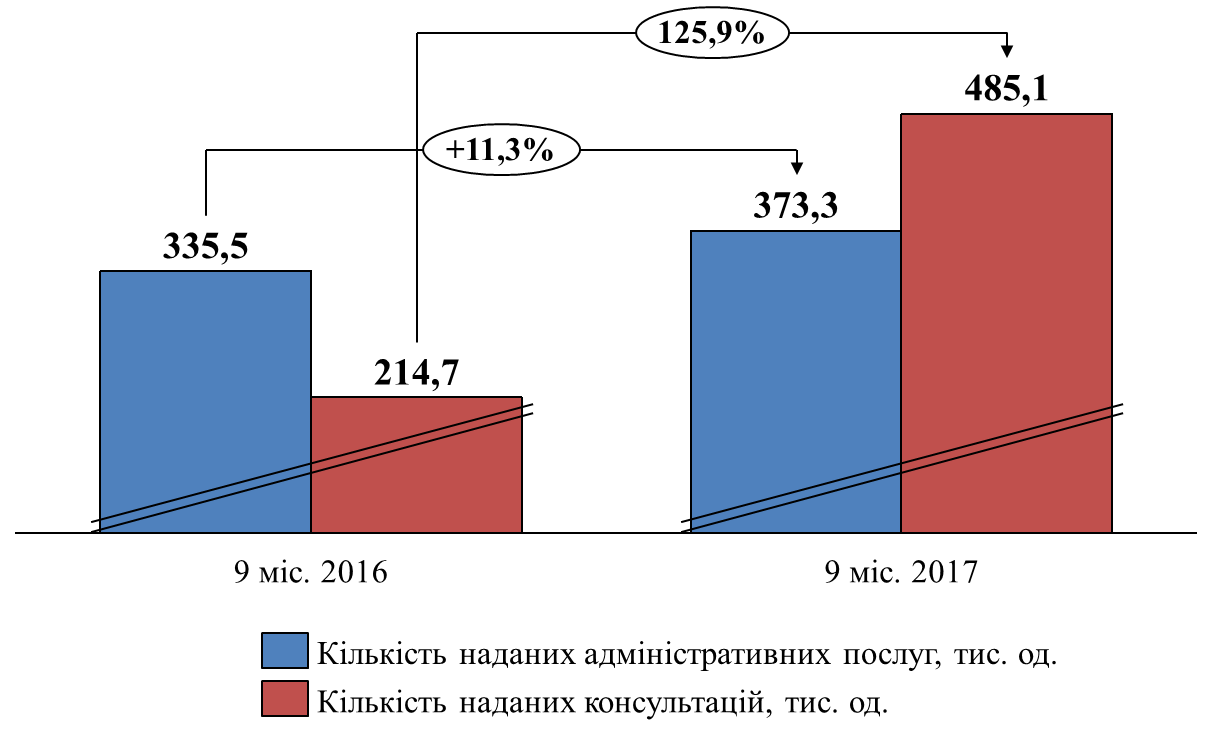 125,9%
485,1
+11,3%
373,3
335,5
214,7
9 міс. 2016
9 міс. 2017
Кількість наданих адміністративних послуг, тис. од.
Кількість наданих консультацій, тис. од.